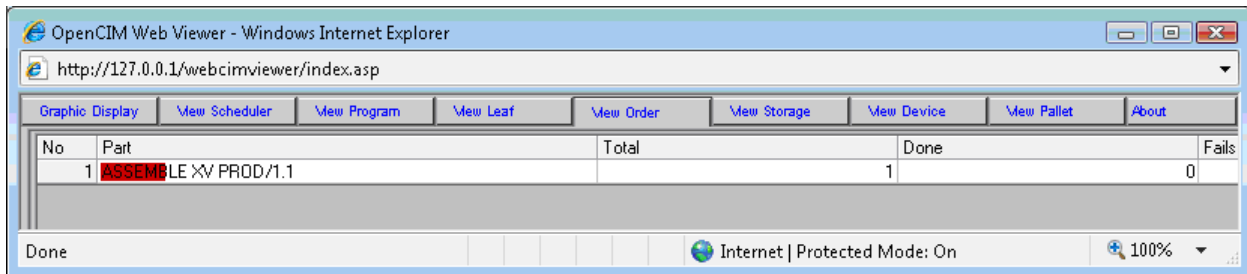 OpenCIM Web Viewer - Windows Internet Explorer
http://127.0.0.1/webcimviewer/index.asp
Graphic Display View Scheduler View Program View Leaf View Order View Storage View Device View Pallet About
No Part Total Done Fails
1 ASSEMBLE XV PROD/1.1 1 0
Done Internet | Protected Mode: On 100%